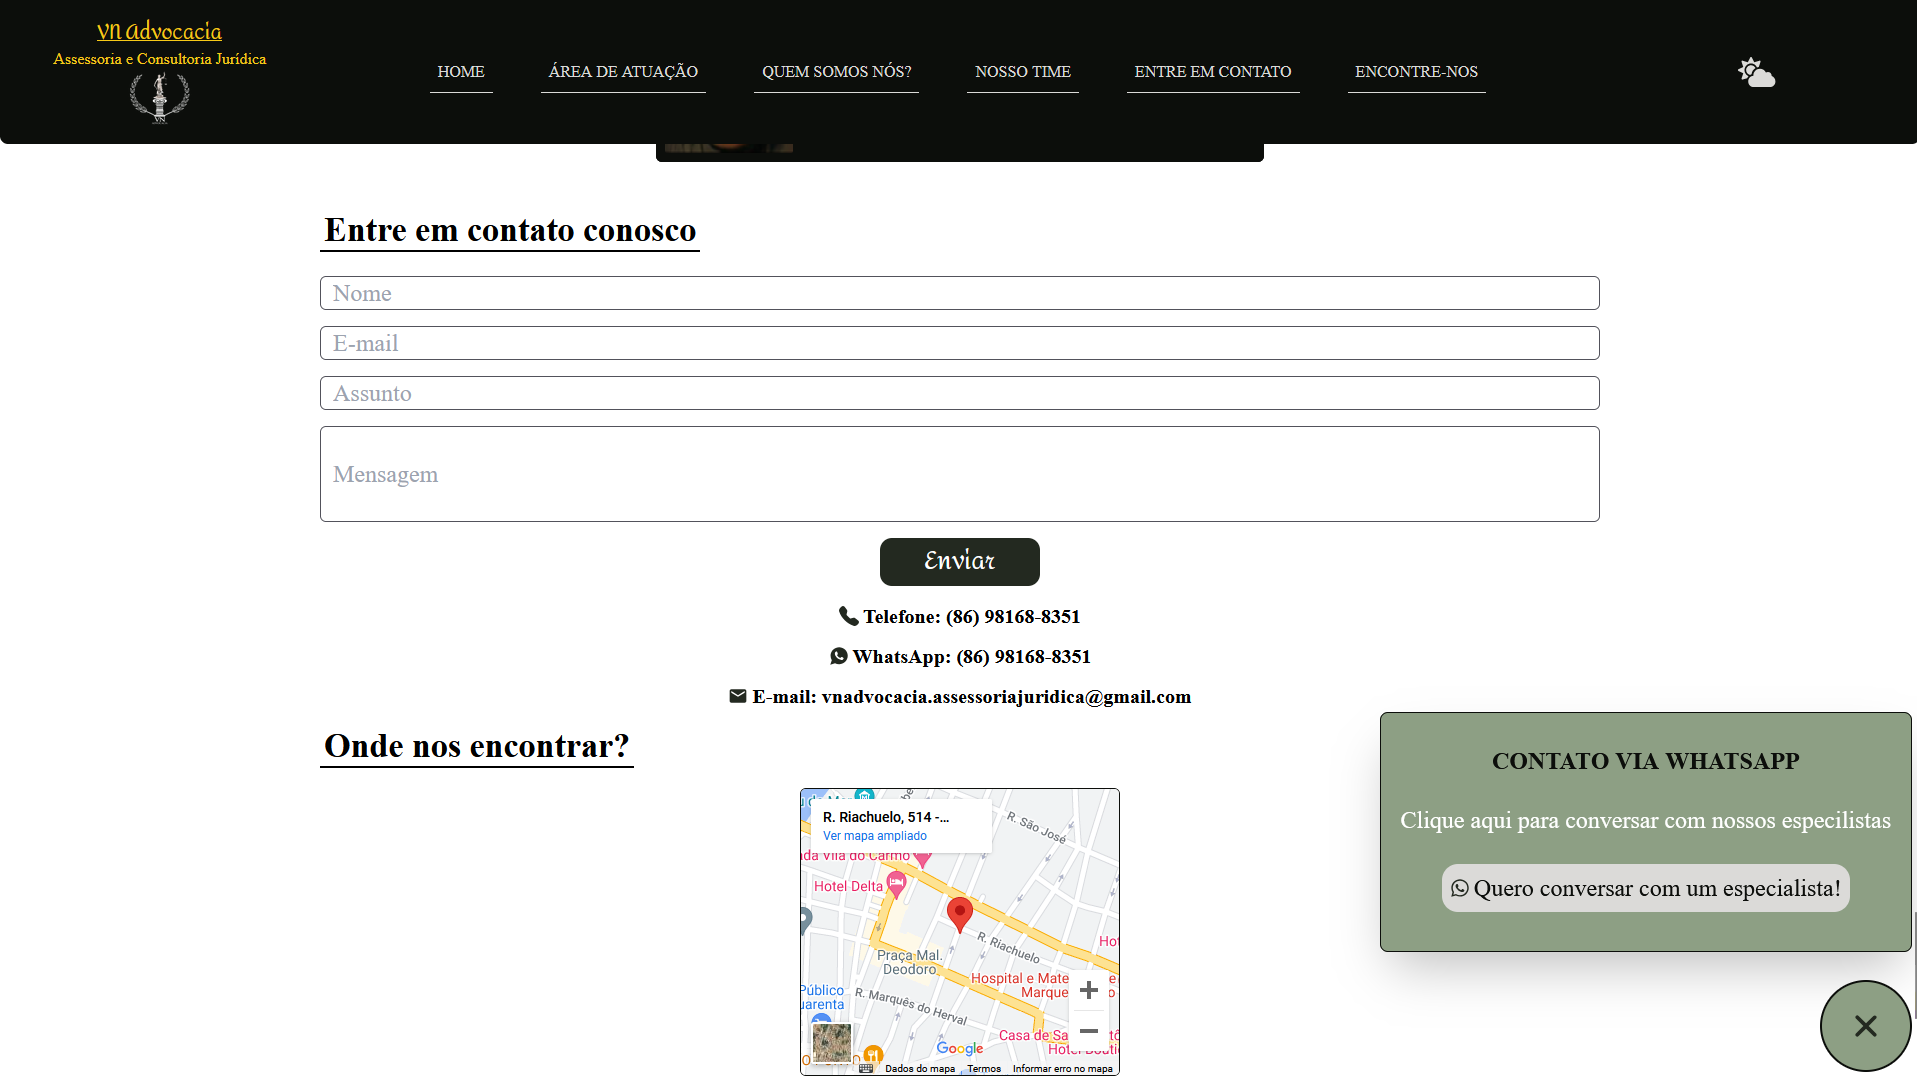 VN Advocacia
Assessoria e Consultoria Jurídica
VN
HOME
ÁREA DE ATUAÇÃO
QUEM SOMOS NÓS?
NOSSO TIME
ENTRE EM CONTATO
ENCONTRE-NOS
Entre em contato conosco
Nome
E-mail
Assunto
Mensagem
Enviar
Telefone: (86) 98168-8351
WhatsApp: (86) 98168-8351
E-mail: vnadvocacia.assessoriajuridica@gmail.com
Onde nos encontrar?
R. Riachuelo, 514 -...
Ver mapa ampliado
R. São José
Vila do Carmo
Hotel Delta
R. Riachuelo
Hot
Praça Mal.
Deodoro
Hospital e Mate
Marque
Público
uarenta
R. Marquês do Herval
Casa de Sa
Hotel
Google
Dados do mapa
Termos
Informar erro no mapa
CONTATO VIA WHATSAPP
Clique aqui para conversar com nossos especilistas
Quero conversar com um especialista!